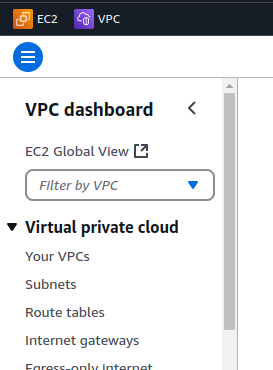 EC2 VPC
VPC dashboard
EC2 Global View
Filter by VPC
Virtual private cloud
Your VPCs
Subnets
Route tables
Internet gateways
Egress-only internet